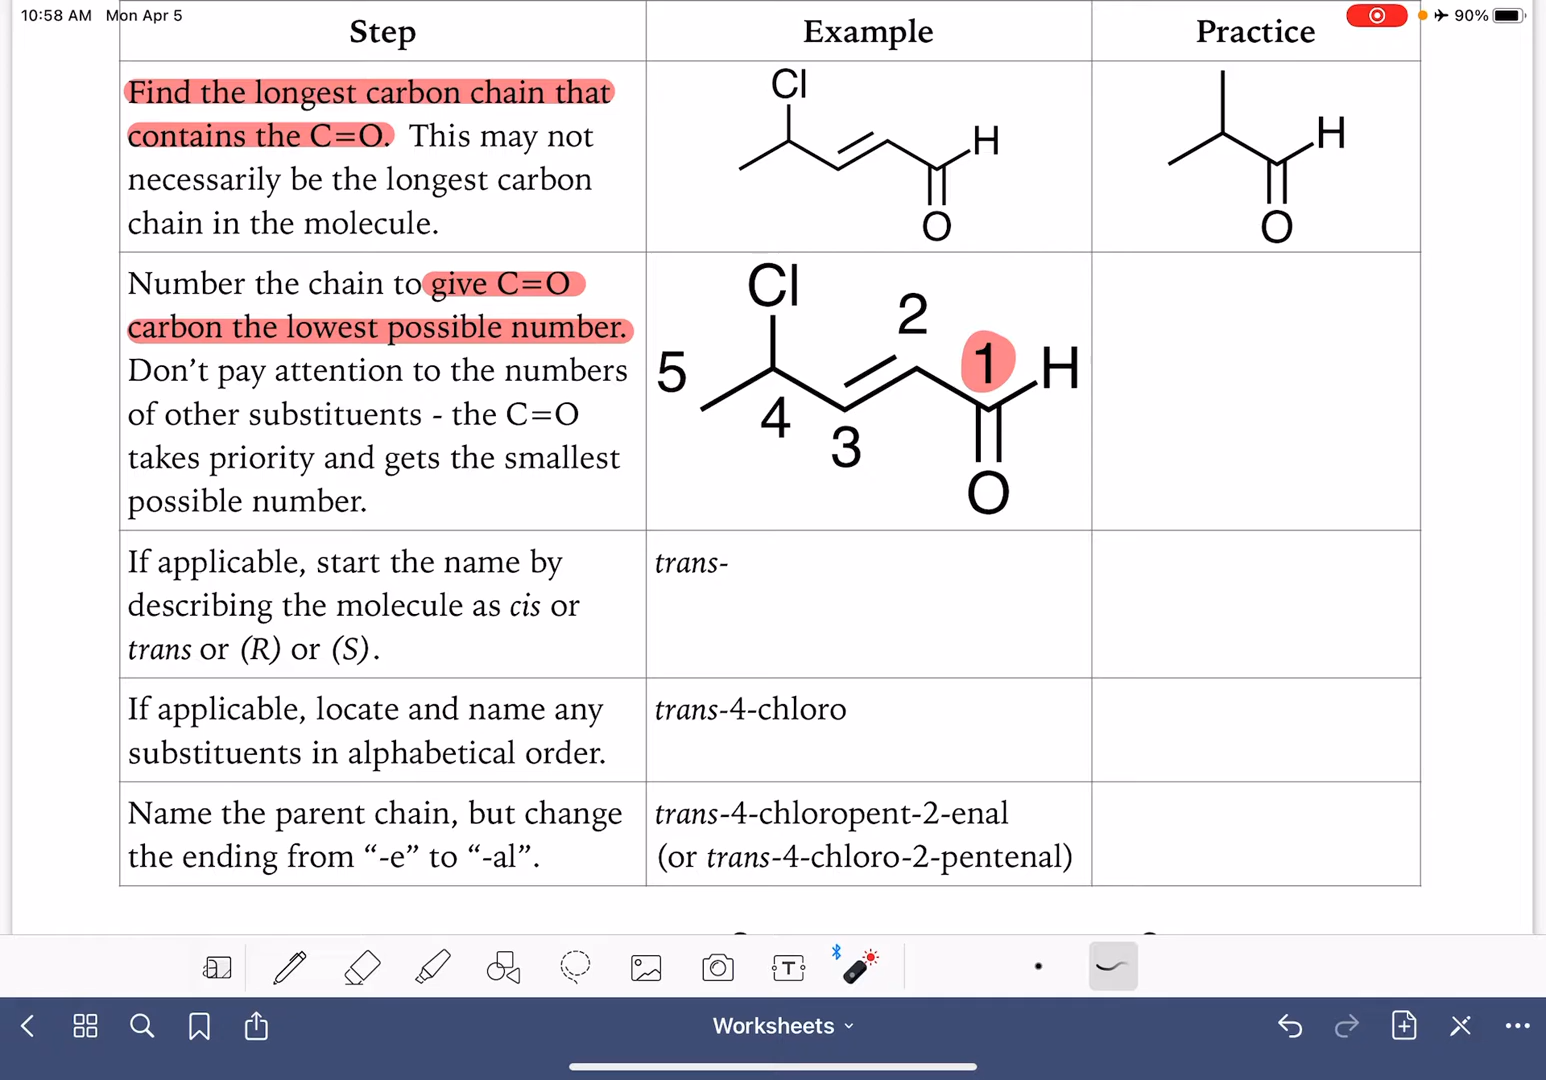 10:58 AM Mon Apr 5
90%
Step
Example
Practice
Find the longest carbon chain that
contains the C=O. This may not
necessarily be the longest carbon
chain in the molecule.
Cl
H
O
H
O
Number the chain to give C=O
carbon the lowest possible number.
Don’t pay attention to the numbers
of other substituents - the C=O
takes priority and gets the smallest
possible number.
Cl
2
5
1
H
4
3
O
If applicable, start the name by
describing the molecule as cis or
trans or (R) or (S).
trans-
If applicable, locate and name any
substituents in alphabetical order.
trans-4-chloro
Name the parent chain, but change
the ending from “-e” to “-al”.
trans-4-chloropent-2-enal
(or trans-4-chloro-2-pentenal)
a
T
Worksheets